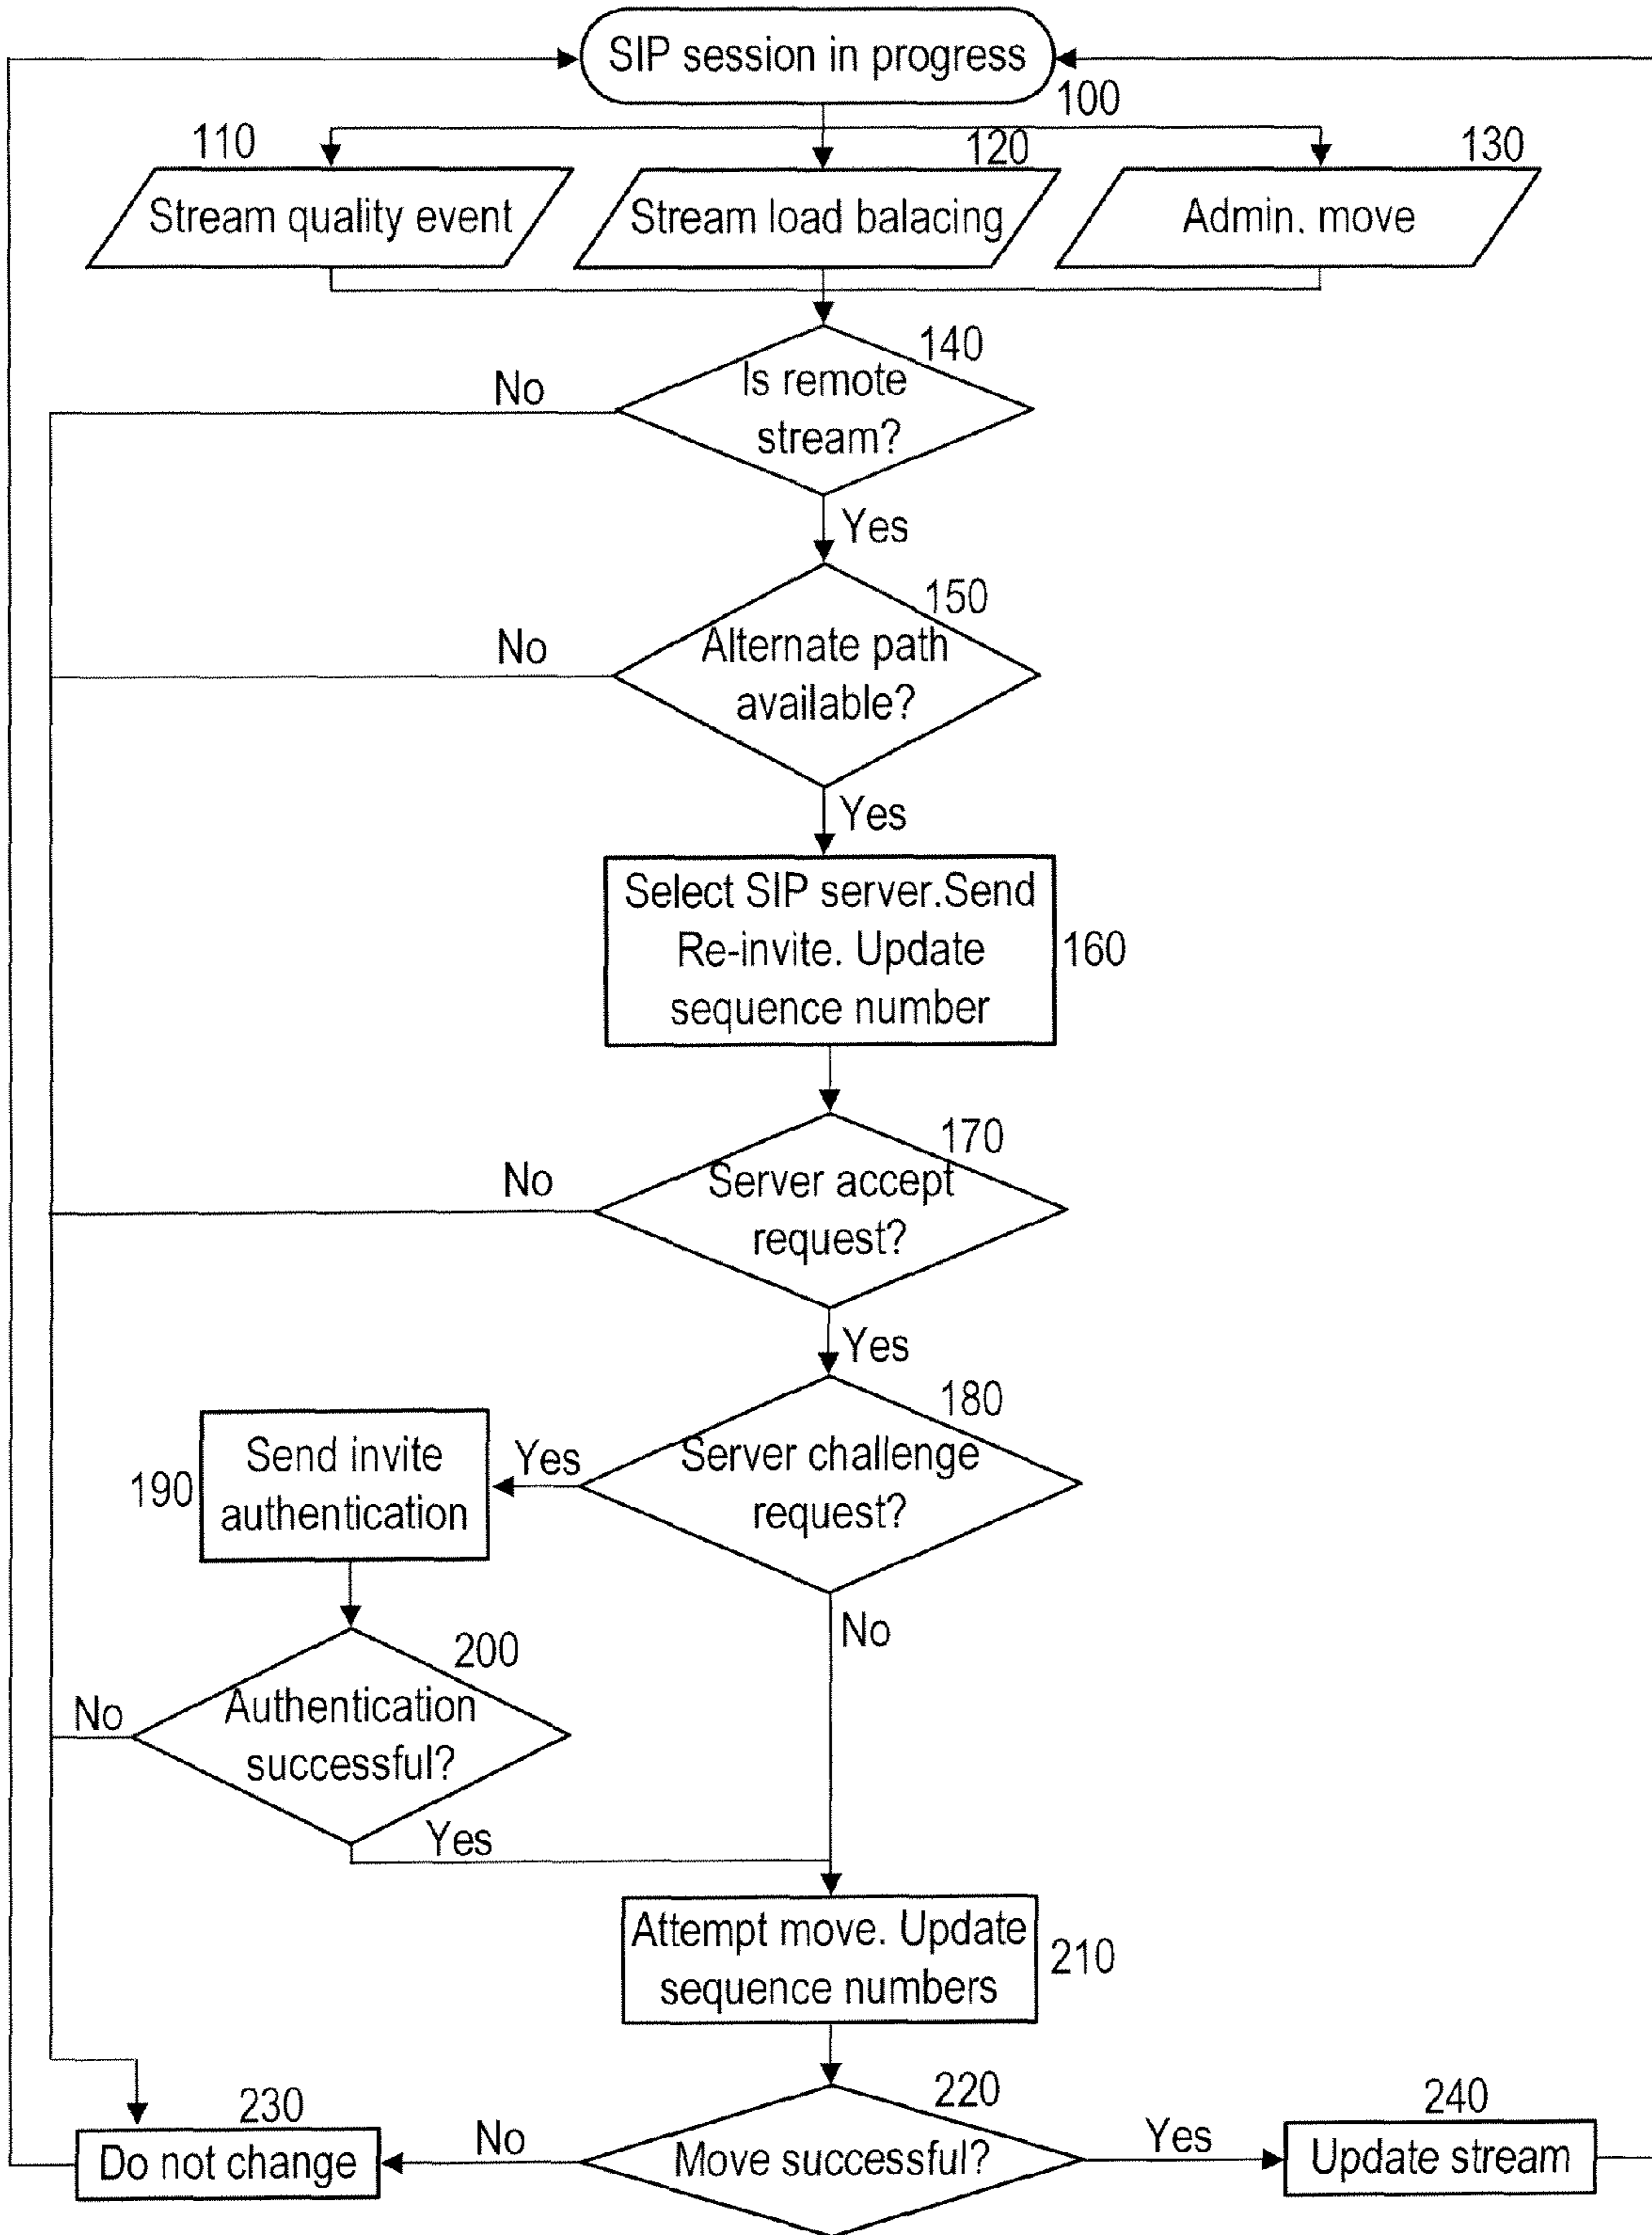 SIP session in progress
100
110
120
130
Stream quality event
Stream load balacing
Admin. move
140
Is remote
stream?
No
Yes
150
Alternate path
available?
No
Yes
Select SIP server.Send
Re-invite. Update
sequence number
160
170
Server accept
request?
No
Yes
180
Server challenge
request?
Yes
No
Send invite
authentication
190
200
Authentication
successful?
No
Yes
Attempt move. Update
sequence numbers
210
220
Move successful?
No
Yes
230
Do not change
240
Update stream